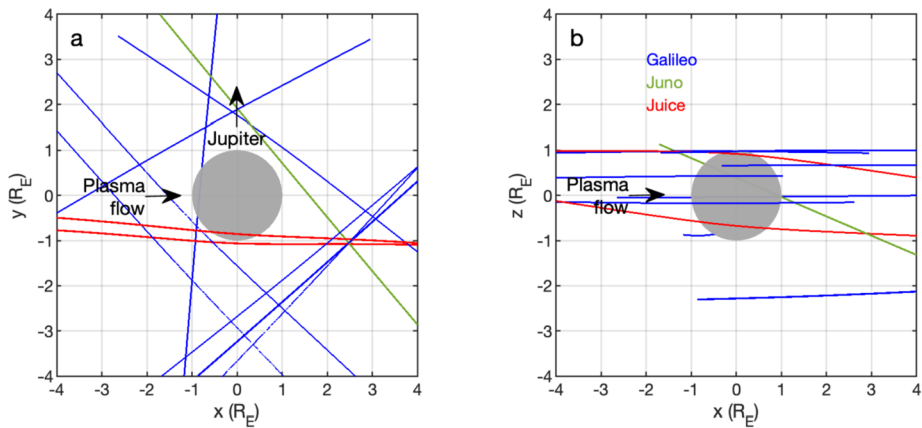 a
Jupiter
Plasma
flow
4
3
2
1
0
-1
-2
-3
-4
y (R_E)
-4 -3 -2 -1 0 1 2 3 4
x (R_E)
b
Galileo
Juno
Juice
Plasma
flow
4
3
2
1
0
-1
-2
-3
-4
z (R_E)
-4 -3 -2 -1 0 1 2 3 4
x (R_E)